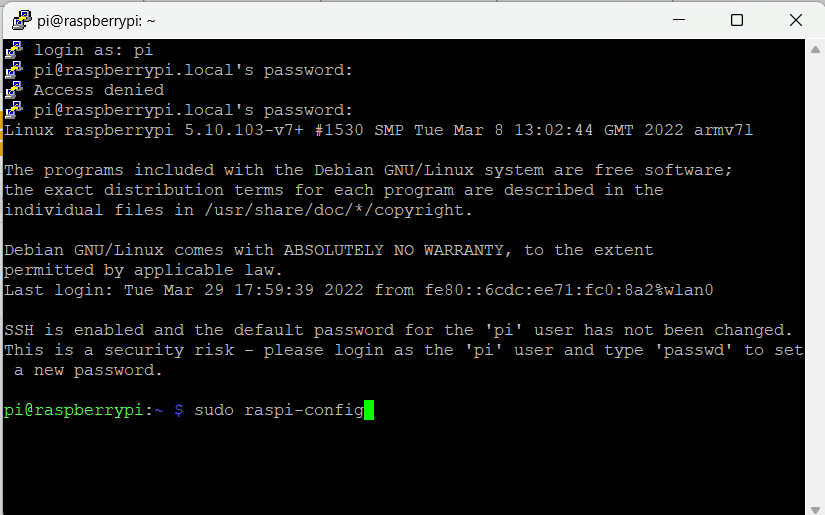 pi@raspberrypi: ~
login as: pi
pi@raspberrypi.local's password:
Access denied
pi@raspberrypi.local's password:
Linux raspberrypi 5.10.103-v7+ #1530 SMP Tue Mar 8 13:02:44 GMT 2022 armv7l
The programs included with the Debian GNU/Linux system are free software;
the exact distribution terms for each program are described in the
individual files in /usr/share/doc/*/copyright.
Debian GNU/Linux comes with ABSOLUTELY NO WARRANTY, to the extent
permitted by applicable law.
Last login: Tue Mar 29 17:59:39 2022 from fe80::6cdc:ee71:fc0:8a2%wlan0
SSH is enabled and the default password for the 'pi' user has not been changed.
This is a security risk - please login as the 'pi' user and type 'passwd' to set
a new password.
pi@raspberrypi:~ $ sudo raspi-config